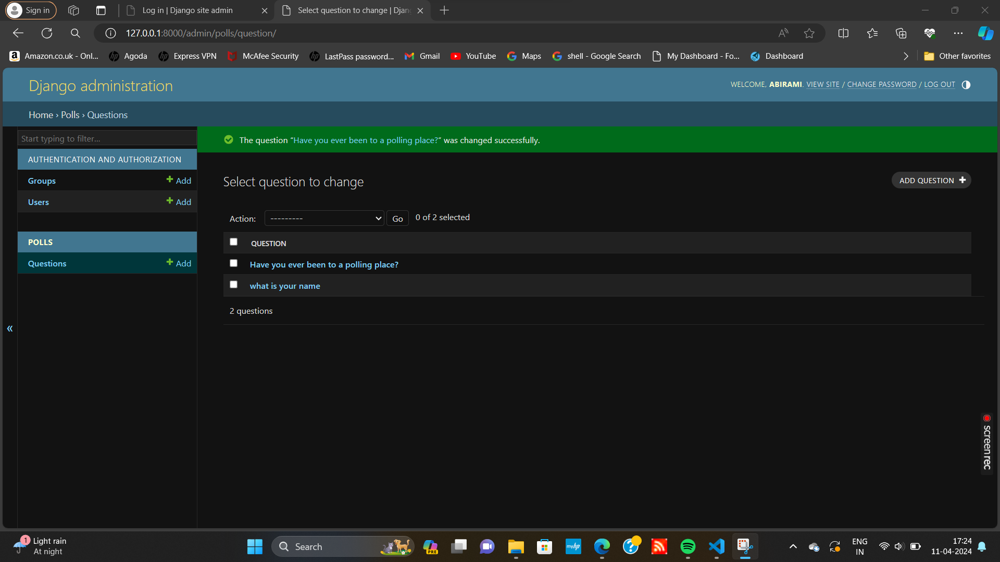 Sign in
Log in | Django site admin
Select question to change | Djan
127.0.0.1:8000/admin/polls/question/
Amazon.co.uk - Onl...
Agoda
Express VPN
McAfee Security
LastPass password...
Gmail
YouTube
Maps
shell - Google Search
My Dashboard - Fo...
Dashboard
Other favorites
Django administration
WELCOME, ABIRAMI. VIEW SITE / CHANGE PASSWORD / LOG OUT
Home › Polls › Questions
Start typing to filter...
The question “Have you ever been to a polling place?” was changed successfully.
AUTHENTICATION AND AUTHORIZATION
Groups
Add
Users
Add
POLLS
Questions
Add
«
Select question to change
ADD QUESTION
Action:
---------
Go
0 of 2 selected
QUESTION
Have you ever been to a polling place?
what is your name
2 questions
screenrec
1
Light rain
At night
Search
PRE
myhp
ENG
IN
17:24
11-04-2024